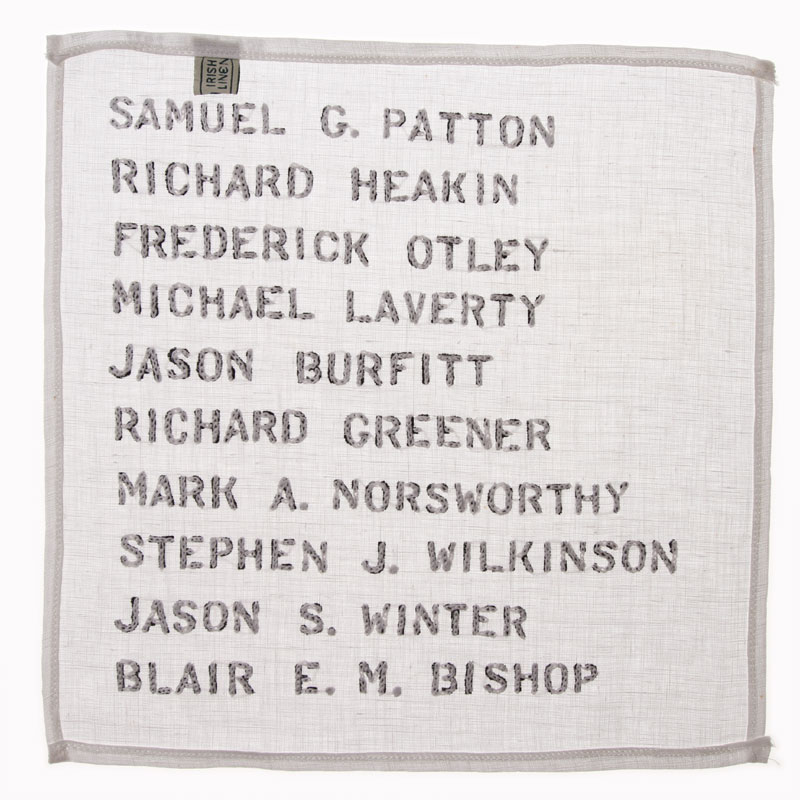 IRISH
LINEN
SAMUEL G. PATTON
RICHARD HEAKIN
FREDERICK OTLEY
MICHAEL LAVERTY
JASON BURFITT
RICHARD GREENER
MARK A. NORSWORTHY
STEPHEN J. WILKINSON
JASON S. WINTER
BLAIR E. M. BISHOP